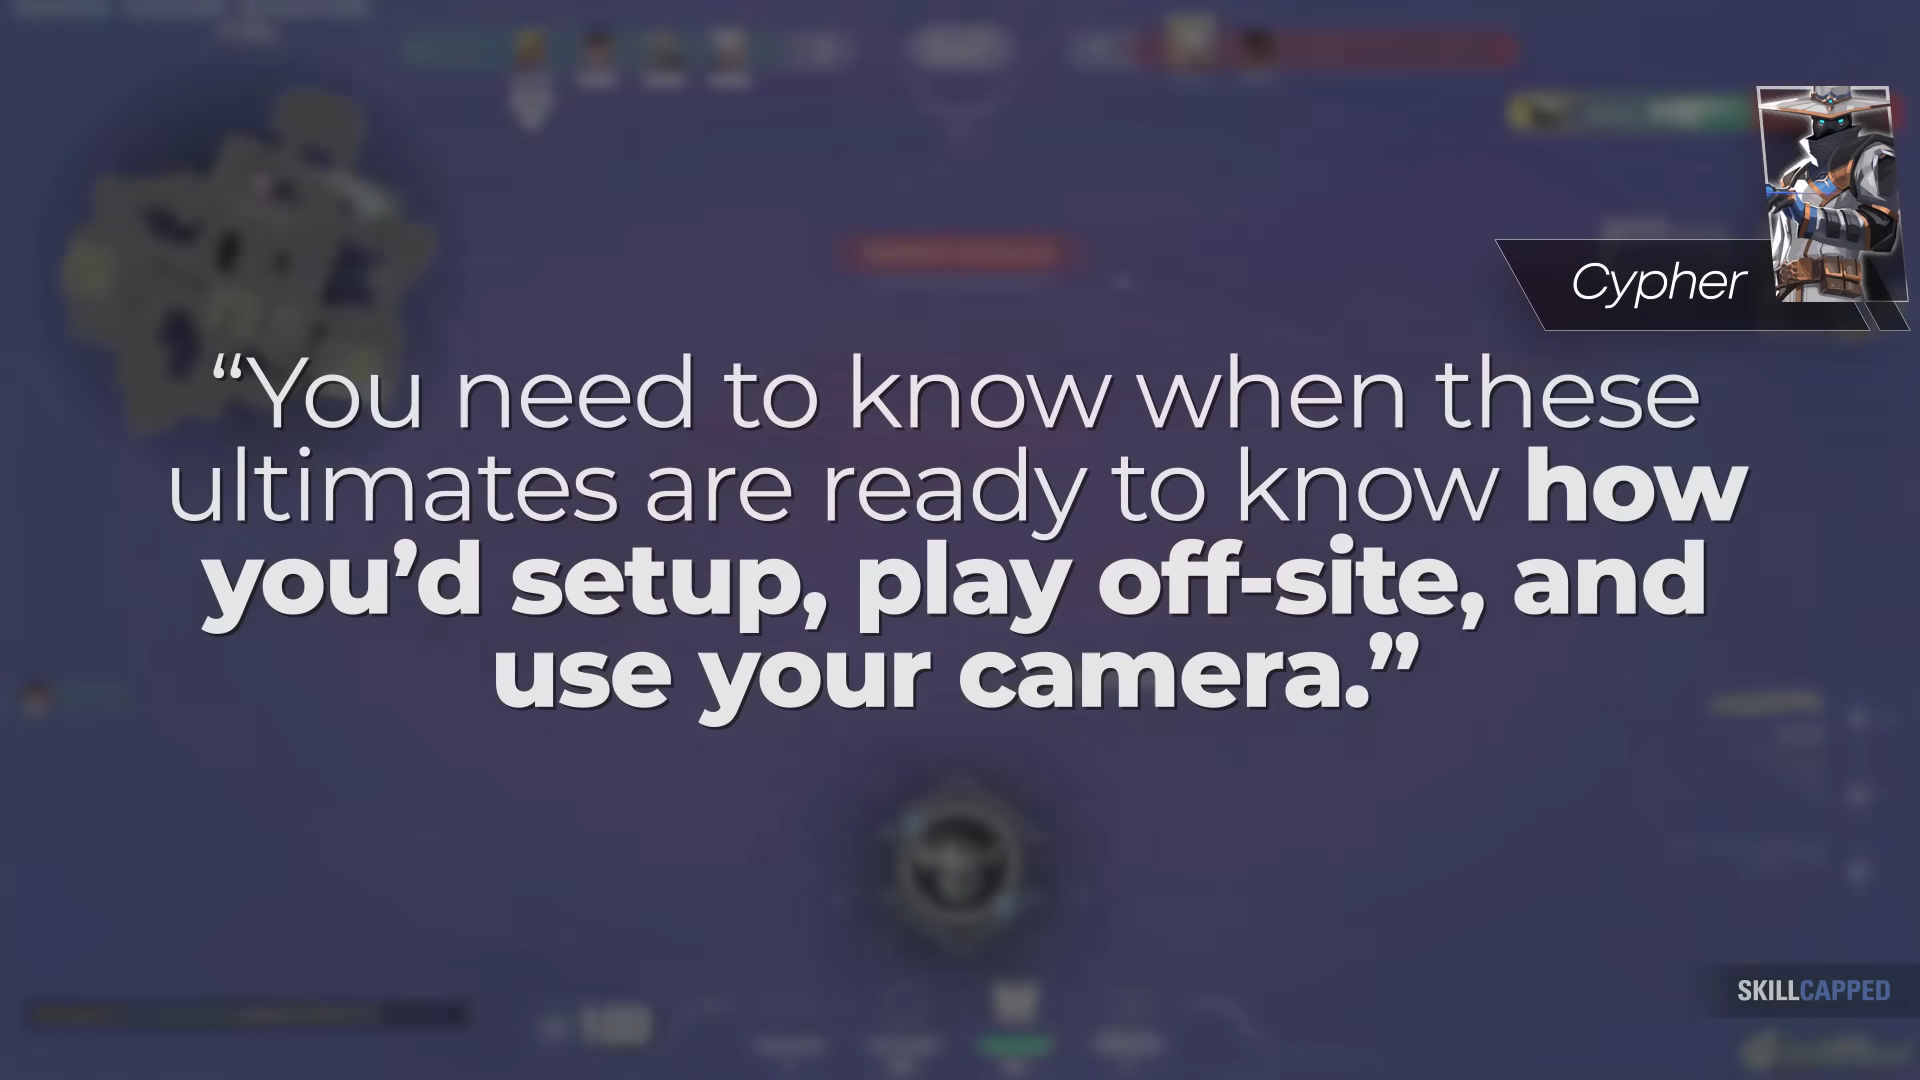 Cypher
“You need to know when these
ultimates are ready to know how
you’d setup, play off-site, and
use your camera.”
SKILLCAPPED
100